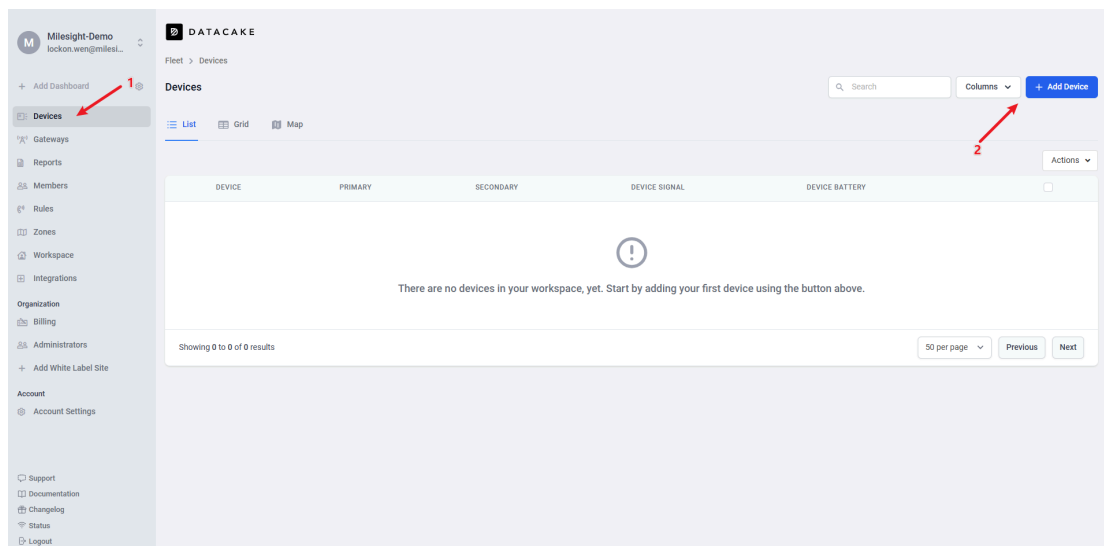 M
Milesight-Demo
lockon.wen@milesi...
+ Add Dashboard
1
Devices
Gateways
Reports
Members
Rules
Zones
Workspace
Integrations
Organization
Billing
Administrators
+ Add White Label Site
Account
Account Settings
Support
Documentation
Changelog
Status
Logout
DATACAKE
Fleet > Devices
Devices
Search
Columns
+ Add Device
List Grid Map
2
Actions
DEVICE PRIMARY SECONDARY DEVICE SIGNAL DEVICE BATTERY
There are no devices in your workspace, yet. Start by adding your first device using the button above.
Showing 0 to 0 of 0 results
50 per page
Previous
Next